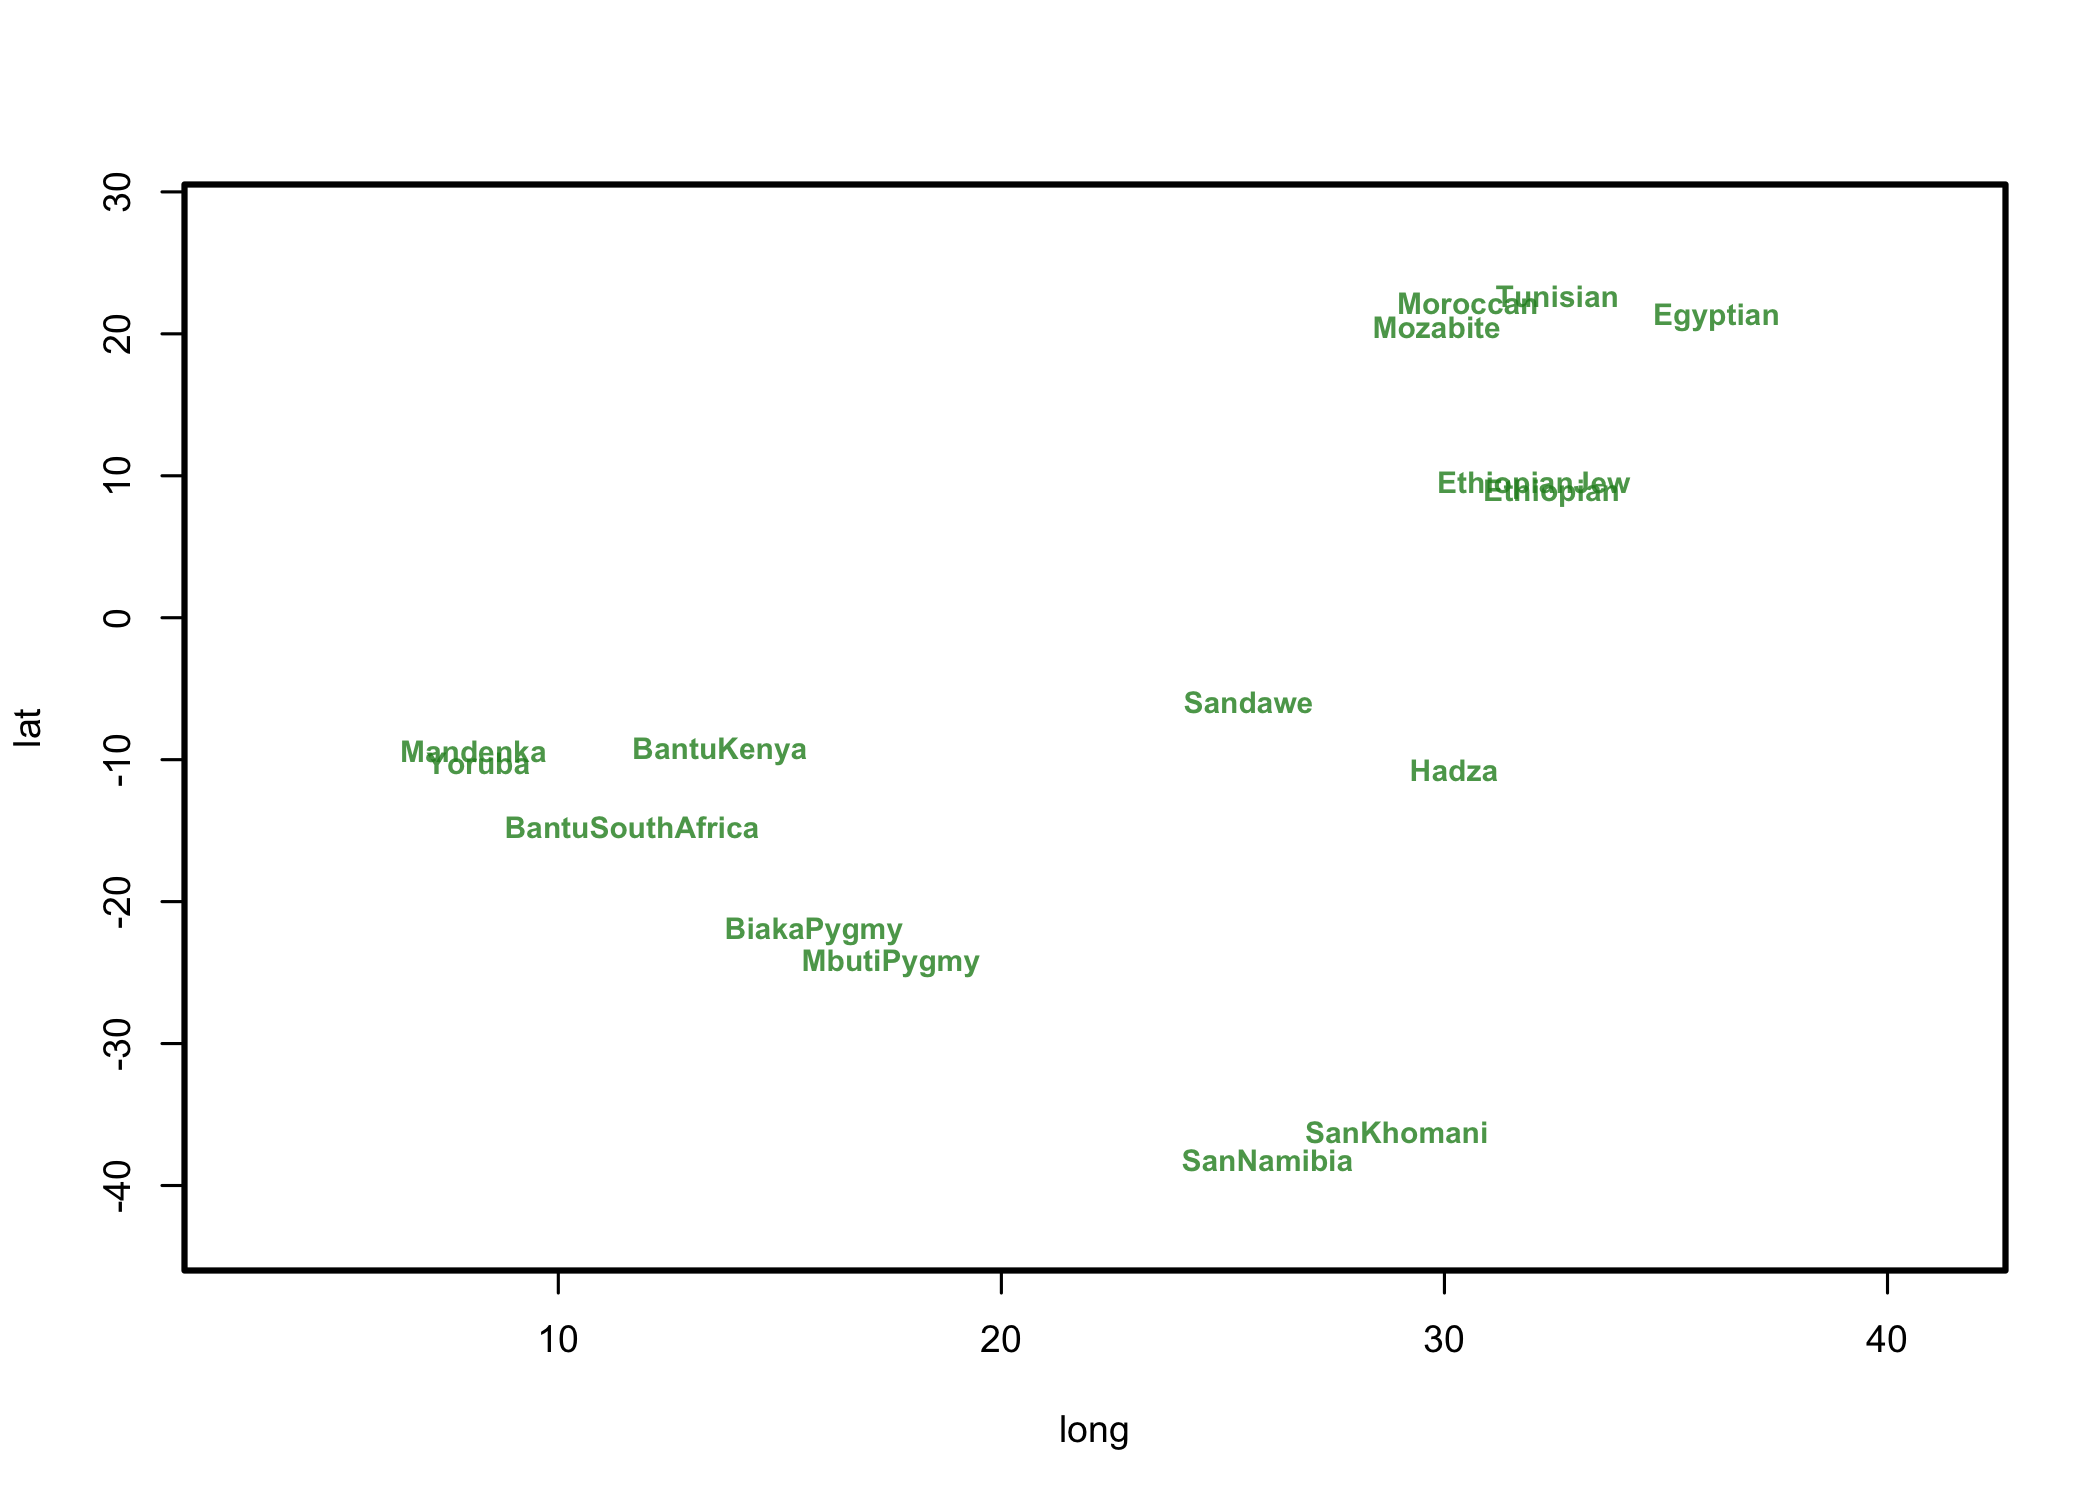 30
20
10
0
-10
-20
-30
-40
lat
Tunisian
Moroccan
Egyptian
Mozabite
EthiopianJew
Ethiopian
Sandawe
BantuKenya
Mandenka
Yoruba
Hadza
BantuSouthAfrica
BiakaPygmy
MbutiPygmy
SanKhomani
SanNamibia
10 20 30 40
long